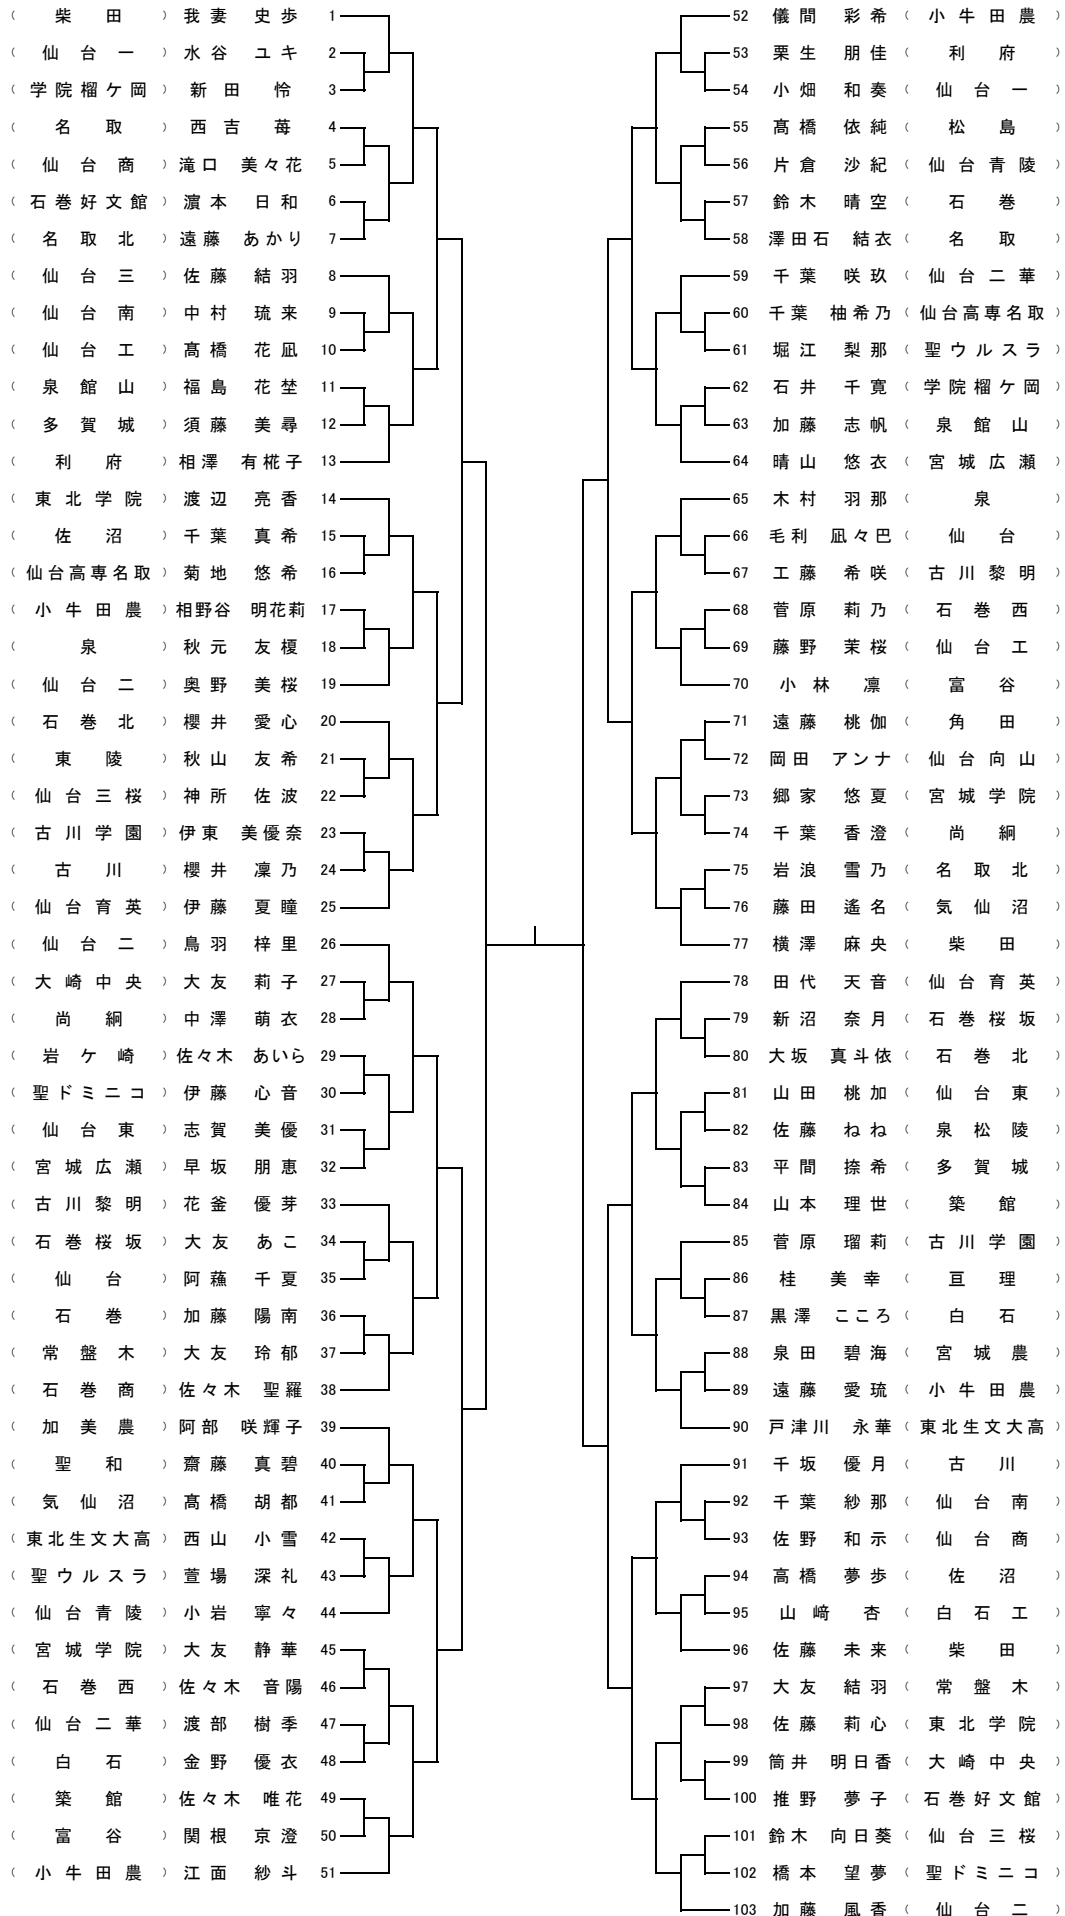 （ 柴田 ） 我妻 史歩 1
（ 仙台一 ） 水谷 ユキ 2
（ 学院榴ケ岡 ） 新田 怜 3
（ 名取 ） 西吉 苺 4
（ 仙台商 ） 滝口 美々花 5
（ 石巻好文館 ） 濵本 日和 6
（ 名取北 ） 遠藤 あかり 7
（ 仙台三 ） 佐藤 結羽 8
（ 仙台南 ） 中村 琉来 9
（ 仙台工 ） 髙橋 花凪 10
（ 泉館山 ） 福島 花埜 11
（ 多賀城 ） 須藤 美尋 12
（ 利府 ） 相澤 有椛子 13
（ 東北学院 ） 渡辺 亮香 14
（ 佐沼 ） 千葉 真希 15
（ 仙台高専名取 ） 菊地 悠希 16
（ 小牛田農 ） 相野谷 明花莉 17
（ 泉 ） 秋元 友榎 18
（ 仙台二 ） 奥野 美桜 19
（ 石巻北 ） 櫻井 愛心 20
（ 東陵 ） 秋山 友希 21
（ 仙台三桜 ） 神所 佐波 22
（ 古川学園 ） 伊東 美優奈 23
（ 古川 ） 櫻井 凜乃 24
（ 仙台育英 ） 伊藤 夏瞳 25
（ 仙台二 ） 鳥羽 梓里 26
（ 大崎中央 ） 大友 莉子 27
（ 尚絅 ） 中澤 萌衣 28
（ 岩ケ崎 ） 佐々木 あいら 29
（ 聖ドミニコ ） 伊藤 心音 30
（ 仙台東 ） 志賀 美優 31
（ 宮城広瀬 ） 早坂 朋恵 32
（ 古川黎明 ） 花釜 優芽 33
（ 石巻桜坂 ） 大友 あこ 34
（ 仙台 ） 阿蘓 千夏 35
（ 石巻 ） 加藤 陽南 36
（ 常盤木 ） 大友 玲郁 37
（ 石巻商 ） 佐々木 聖羅 38
（ 加美農 ） 阿部 咲輝子 39
（ 聖和 ） 齋藤 真碧 40
（ 気仙沼 ） 髙橋 胡都 41
（ 東北生文大高 ） 西山 小雪 42
（ 聖ウルスラ ） 萱場 深礼 43
（ 仙台青陵 ） 小岩 寧々 44
（ 宮城学院 ） 大友 静華 45
（ 石巻西 ） 佐々木 音陽 46
（ 仙台二華 ） 渡部 樹季 47
（ 白石 ） 金野 優衣 48
（ 築館 ） 佐々木 唯花 49
（ 富谷 ） 関根 京澄 50
（ 小牛田農 ） 江面 紗斗 51
52 儀間 彩希 （ 小牛田農 ）
53 栗生 朋佳 （ 利府 ）
54 小畑 和奏 （ 仙台一 ）
55 髙橋 依純 （ 松島 ）
56 片倉 沙紀 （ 仙台青陵 ）
57 鈴木 晴空 （ 石巻 ）
58 澤田石 結衣 （ 名取 ）
59 千葉 咲玖 （ 仙台二華 ）
60 千葉 柚希乃 （ 仙台高専名取 ）
61 堀江 梨那 （ 聖ウルスラ ）
62 石井 千寛 （ 学院榴ケ岡 ）
63 加藤 志帆 （ 泉館山 ）
64 晴山 悠衣 （ 宮城広瀬 ）
65 木村 羽那 （ 泉 ）
66 毛利 凪々巴 （ 仙台 ）
67 工藤 希咲 （ 古川黎明 ）
68 菅原 莉乃 （ 石巻西 ）
69 藤野 茉桜 （ 仙台工 ）
70 小林 凛 （ 富谷 ）
71 遠藤 桃伽 （ 角田 ）
72 岡田 アンナ （ 仙台向山 ）
73 郷家 悠夏 （ 宮城学院 ）
74 千葉 香澄 （ 尚絅 ）
75 岩浪 雪乃 （ 名取北 ）
76 藤田 遙名 （ 気仙沼 ）
77 横澤 麻央 （ 柴田 ）
78 田代 天音 （ 仙台育英 ）
79 新沼 奈月 （ 石巻桜坂 ）
80 大坂 真斗依 （ 石巻北 ）
81 山田 桃加 （ 仙台東 ）
82 佐藤 ねね （ 泉松陵 ）
83 平間 捺希 （ 多賀城 ）
84 山本 理世 （ 築館 ）
85 菅原 瑠莉 （ 古川学園 ）
86 桂 美幸 （ 亘理 ）
87 黒澤 こころ （ 白石 ）
88 泉田 碧海 （ 宮城農 ）
89 遠藤 愛琉 （ 小牛田農 ）
90 戸津川 永華 （ 東北生文大高 ）
91 千坂 優月 （ 古川 ）
92 千葉 紗那 （ 仙台南 ）
93 佐野 和示 （ 仙台商 ）
94 高橋 夢歩 （ 佐沼 ）
95 山﨑 杏 （ 白石工 ）
96 佐藤 未来 （ 柴田 ）
97 大友 結羽 （ 常盤木 ）
98 佐藤 莉心 （ 東北学院 ）
99 筒井 明日香 （ 大崎中央 ）
100 推野 夢子 （ 石巻好文館 ）
101 鈴木 向日葵 （ 仙台三桜 ）
102 橋本 望夢 （ 聖ドミニコ ）
103 加藤 風香 （ 仙台二 ）